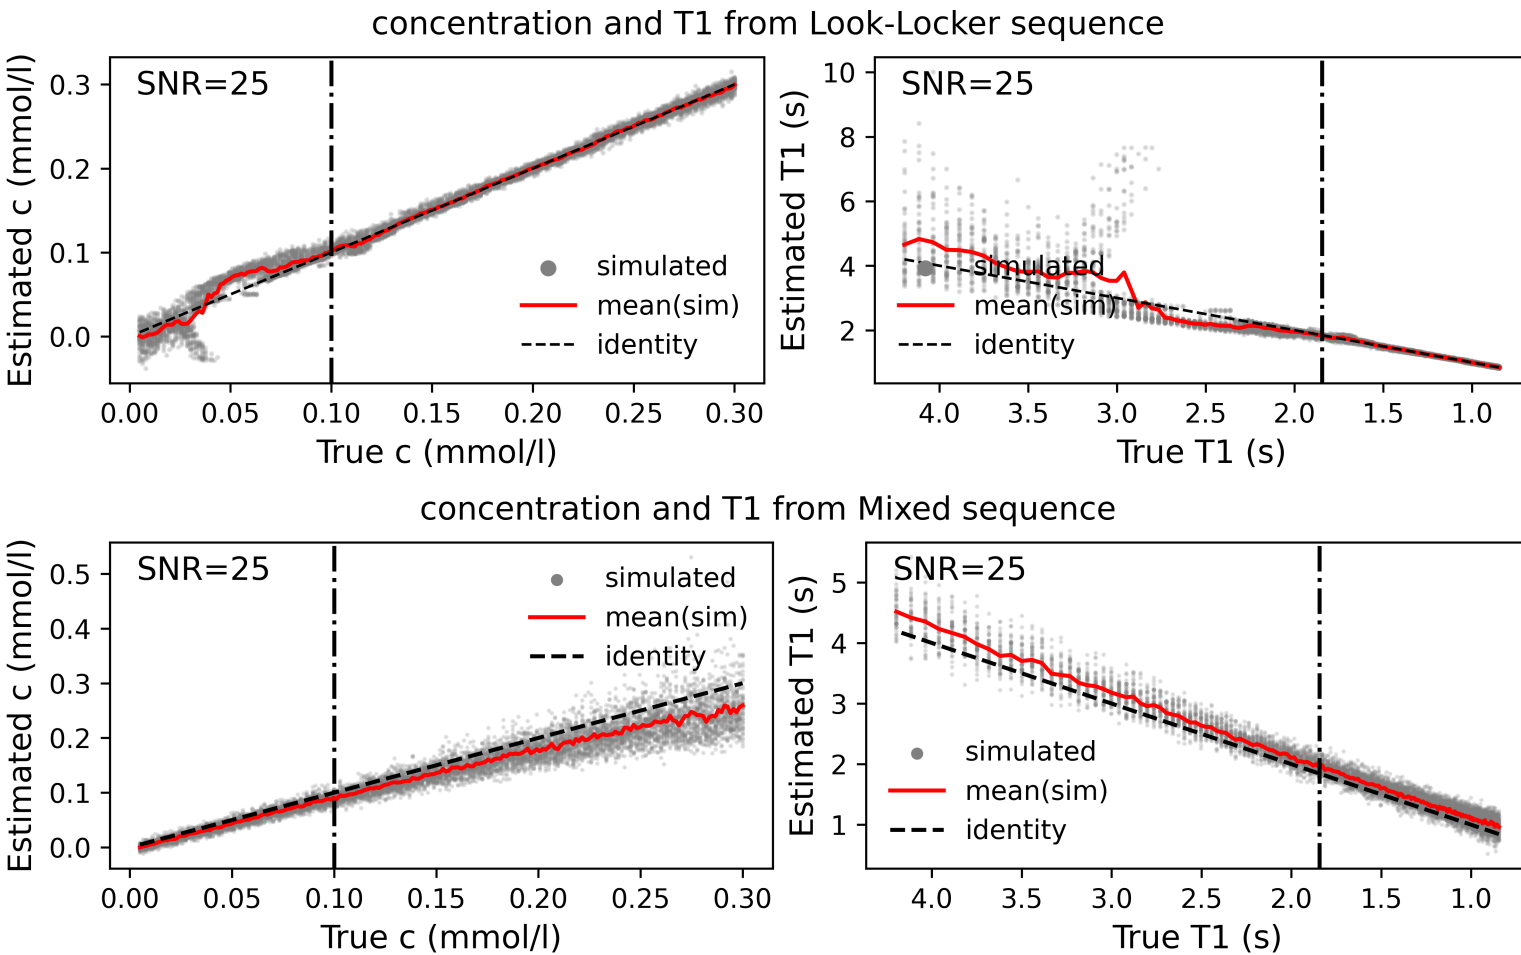 concentration and T1 from Look-Locker sequence
Estimated c (mmol/l)
0.3
0.2
0.1
0.0
SNR=25
simulated
mean(sim)
identity
0.00 0.05 0.10 0.15 0.20 0.25 0.30
True c (mmol/l)
Estimated T1 (s)
10
8
6
4
2
SNR=25
simulated
mean(sim)
identity
4.0 3.5 3.0 2.5 2.0 1.5 1.0
True T1 (s)
concentration and T1 from Mixed sequence
Estimated c (mmol/l)
0.5
0.4
0.3
0.2
0.1
0.0
SNR=25
simulated
mean(sim)
identity
0.00 0.05 0.10 0.15 0.20 0.25 0.30
True c (mmol/l)
Estimated T1 (s)
5
4
3
2
1
SNR=25
simulated
mean(sim)
identity
4.0 3.5 3.0 2.5 2.0 1.5 1.0
True T1 (s)